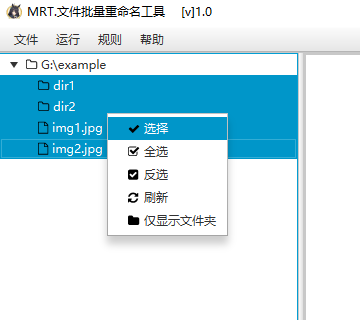 MRT.文件批量重命名工具 [v]1.0
文件 运行 规则 帮助
G:\example
dir1
dir2
img1.jpg
img2.jpg
选择
全选
反选
刷新
仅显示文件夹